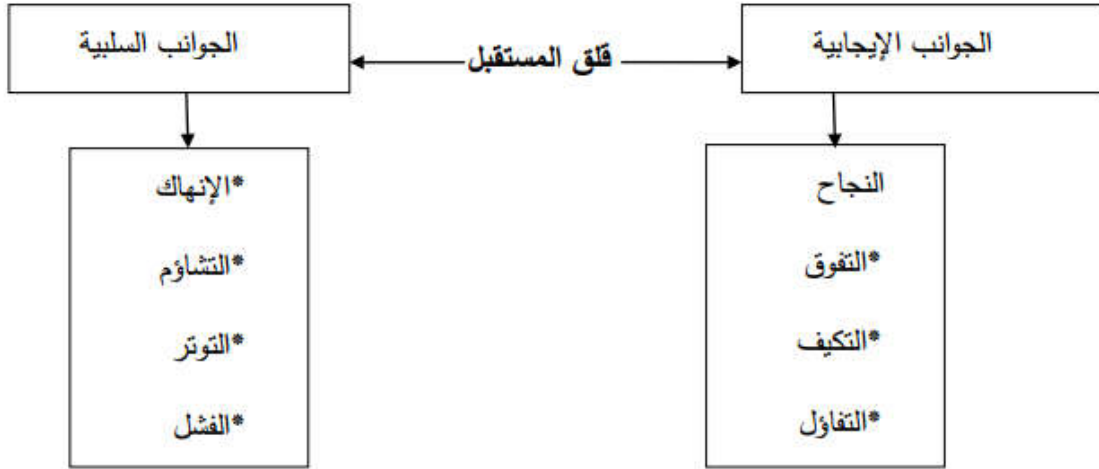 الجوانب الإيجابية
قلق المستقبل
الجوانب السلبية
النجاح
*التفوق
*التكيف
*التفاؤل
*الإنهاك
*التشاؤم
*التوتر
*الفشل